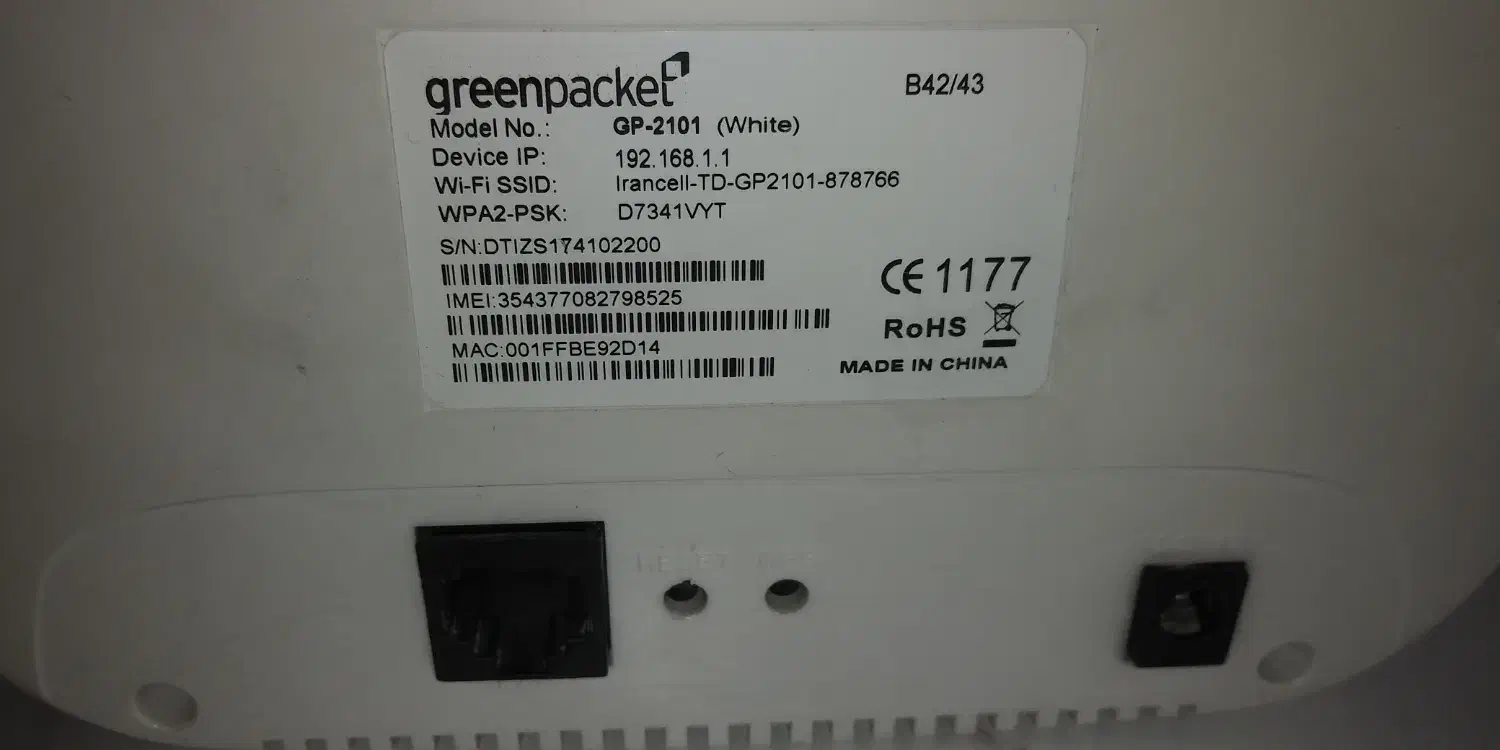 greenpacket
B42/43
Model No.: GP-2101 (White)
Device IP: 192.168.1.1
Wi-Fi SSID: Irancell-TD-GP2101-878766
WPA2-PSK: D7341VYT
S/N:DTIZS174102200
IMEI:354377082798525
MAC:001FFBE92D14
CE 1177
RoHS
MADE IN CHINA
RESET